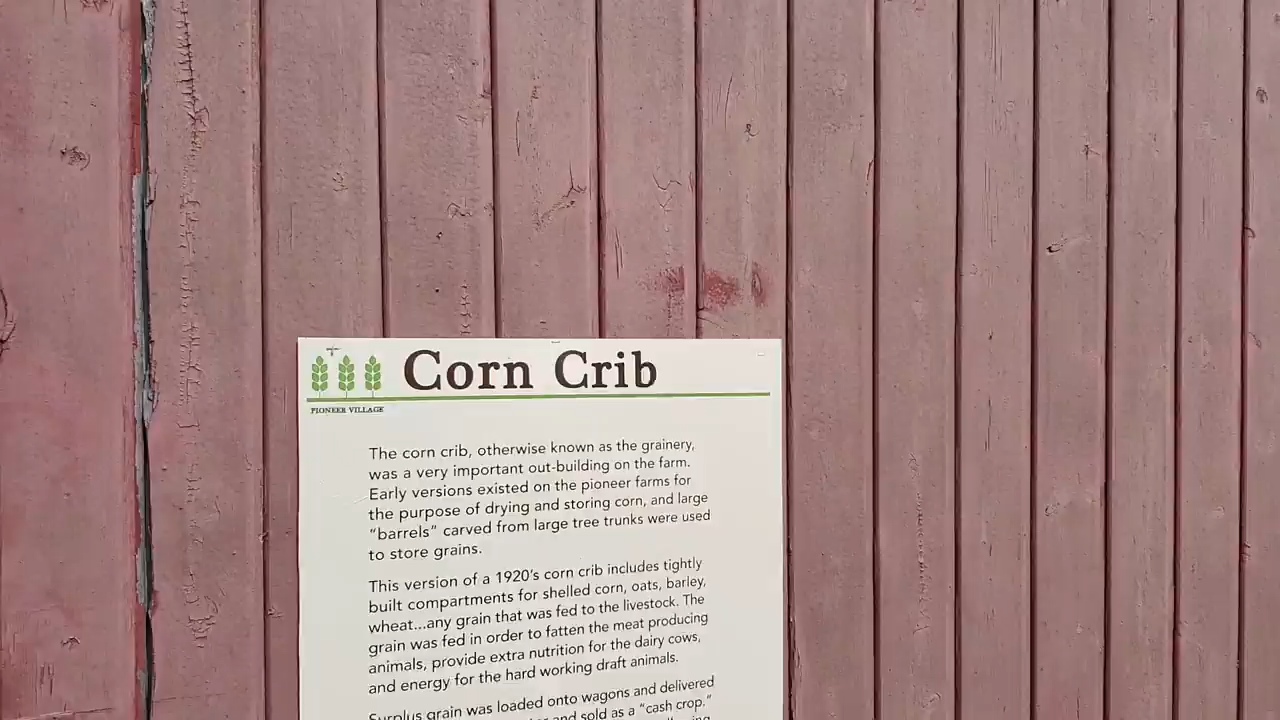 Corn Crib
PIONEER VILLAGE
The corn crib, otherwise known as the grainery,
was a very important out-building on the farm.
Early versions existed on the pioneer farms for
the purpose of drying and storing corn, and large
“barrels” carved from large tree trunks were used
to store grains.
This version of a 1920’s corn crib includes tightly
built compartments for shelled corn, oats, barley,
wheat...any grain that was fed to the livestock. The
grain was fed in order to fatten the meat producing
animals, provide extra nutrition for the dairy cows,
and energy for the hard working draft animals.
Surplus grain was loaded onto wagons and delivered
and sold as a “cash crop.”